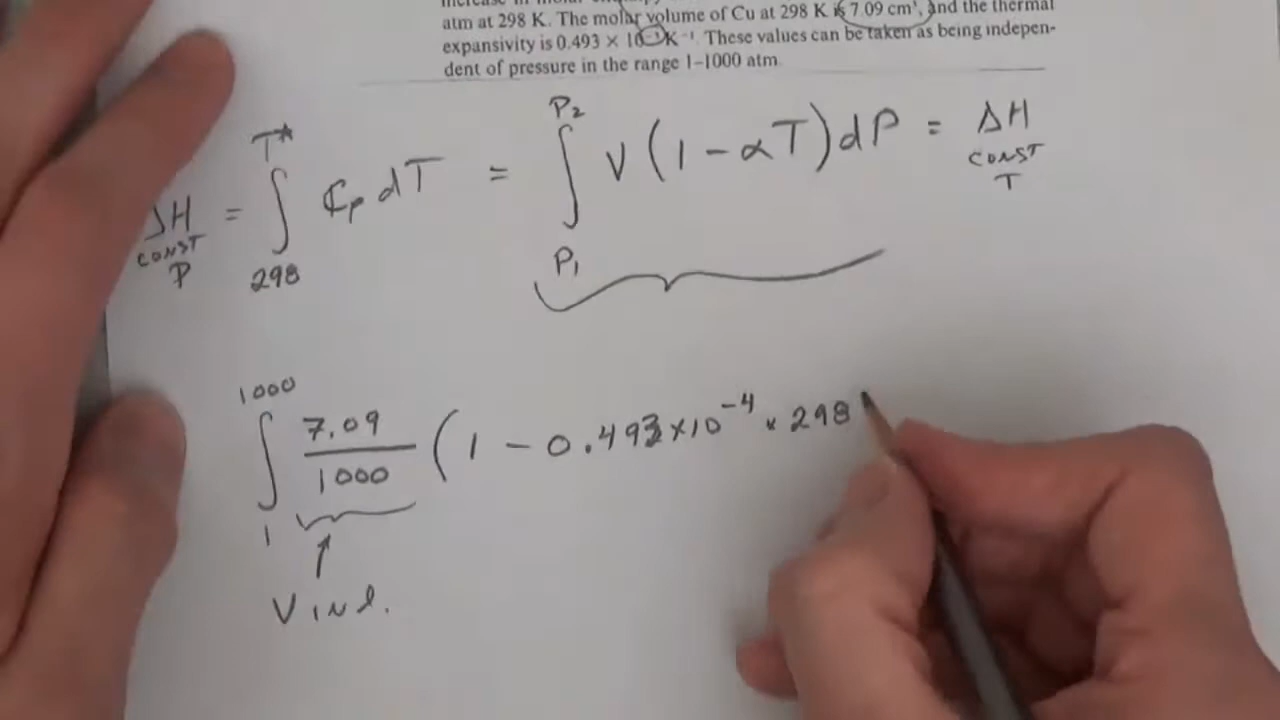 atm at 298 K. The molar volume of Cu at 298 K is 7.09 cm³, and the thermal
expansivity is 0.493 × 10⁻³ K⁻¹. These values can be taken as being indepen-
dent of pressure in the range 1–1000 atm.
ΔH CONST P = ∫₂₉₈^T* Cp dT = ∫P₁^P₂ V (1 - αT) dP = ΔH CONST T
∫₁^1000 7.09/1000 (1 - 0.493 × 10⁻⁴ × 298
V in l.